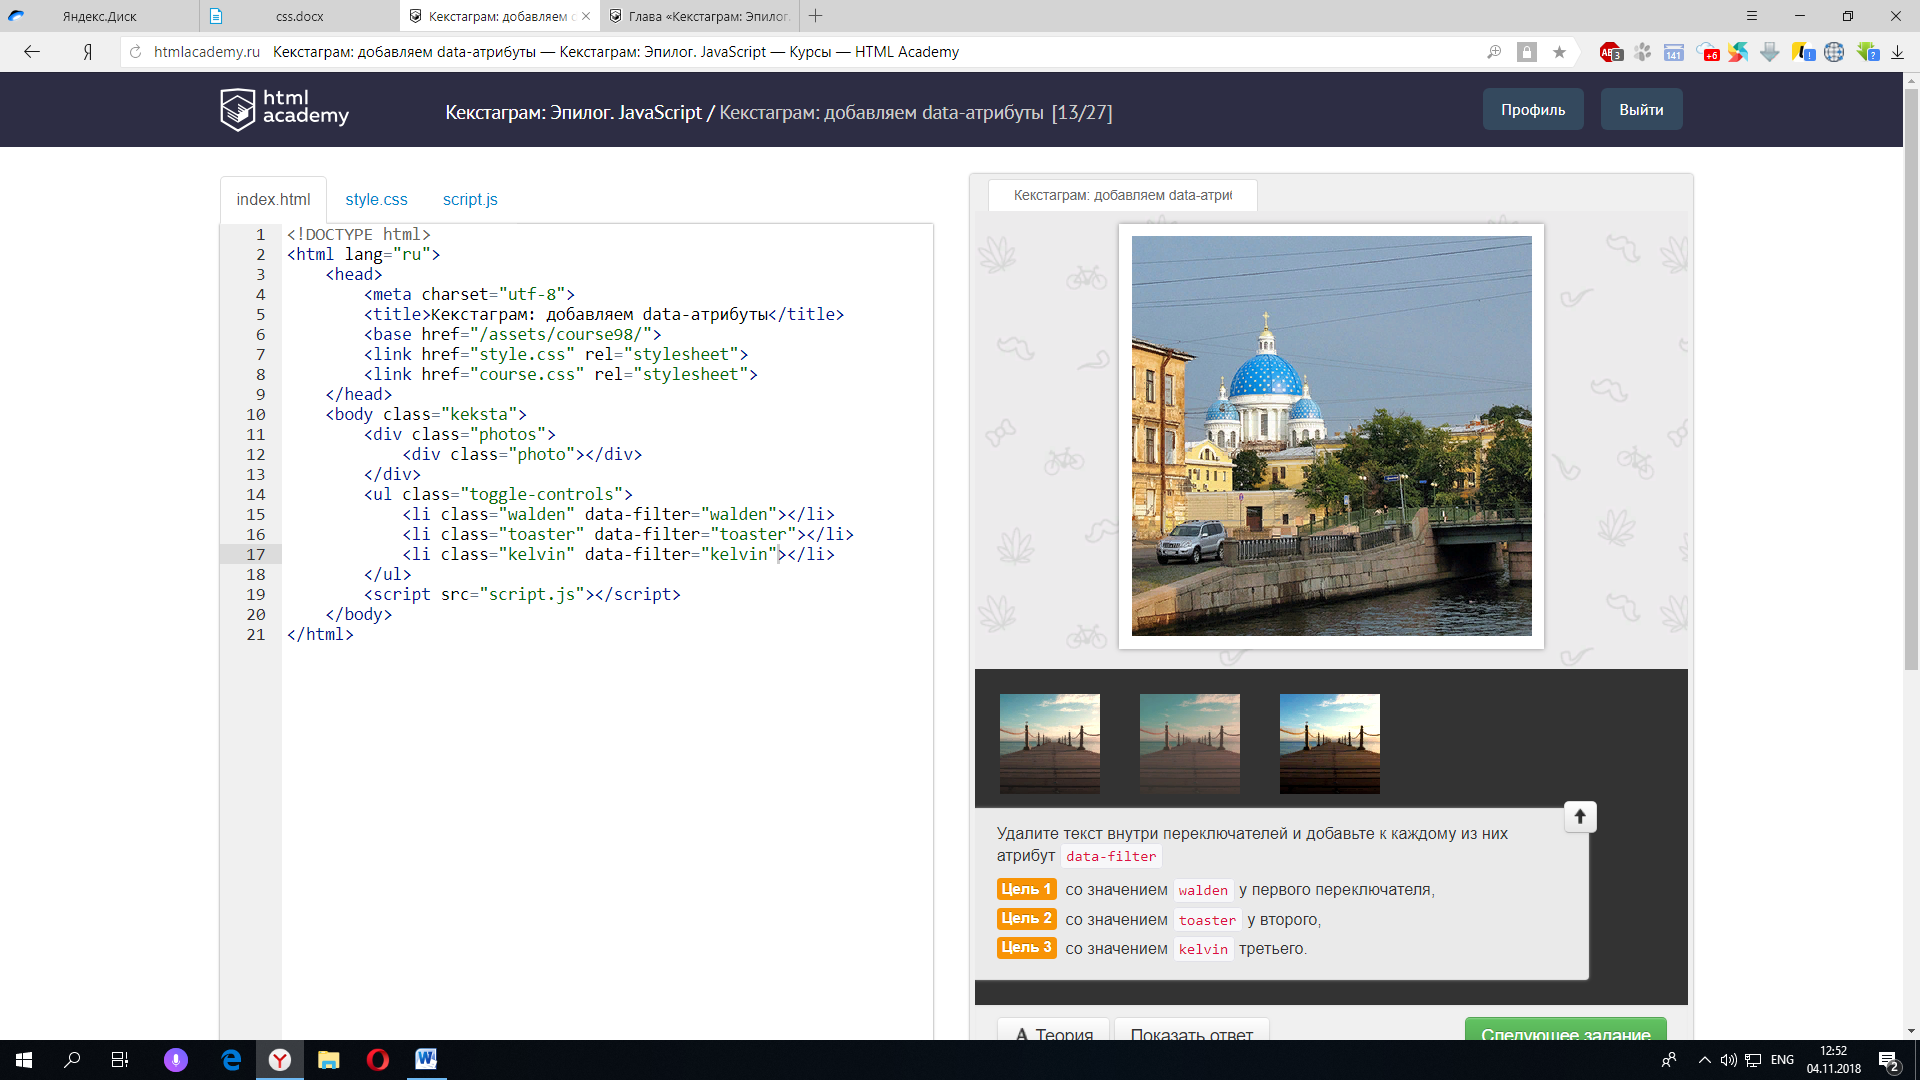 Яндекс.Диск
css.docx
Кекстаграм: добавляем с
Глава «Кекстаграм: Эпилог.
htmlacademy.ru Кекстаграм: добавляем data-атрибуты — Кекстаграм: Эпилог. JavaScript — Курсы — HTML Academy
3
141
+6
!
?
html
academy
Кекстаграм: Эпилог. JavaScript / Кекстаграм: добавляем data-атрибуты [13/27]
Профиль
Выйти
index.html
style.css
script.js
1 <!DOCTYPE html>
2 <html lang="ru">
3 <head>
4 <meta charset="utf-8">
5 <title>Кекстаграм: добавляем data-атрибуты</title>
6 <base href="/assets/course98/">
7 <link href="style.css" rel="stylesheet">
8 <link href="course.css" rel="stylesheet">
9 </head>
10 <body class="keksta">
11 <div class="photos">
12 <div class="photo"></div>
13 </div>
14 <ul class="toggle-controls">
15 <li class="walden" data-filter="walden"></li>
16 <li class="toaster" data-filter="toaster"></li>
17 <li class="kelvin" data-filter="kelvin"></li>
18 </ul>
19 <script src="script.js"></script>
20 </body>
21 </html>
Кекстаграм: добавляем data-атри
Удалите текст внутри переключателей и добавьте к каждому из них
атрибут data-filter
Цель 1 со значением walden у первого переключателя,
Цель 2 со значением toaster у второго,
Цель 3 со значением kelvin третьего.
Теория
Показать ответ
Следующее задание
ENG
12:52
04.11.2018
2